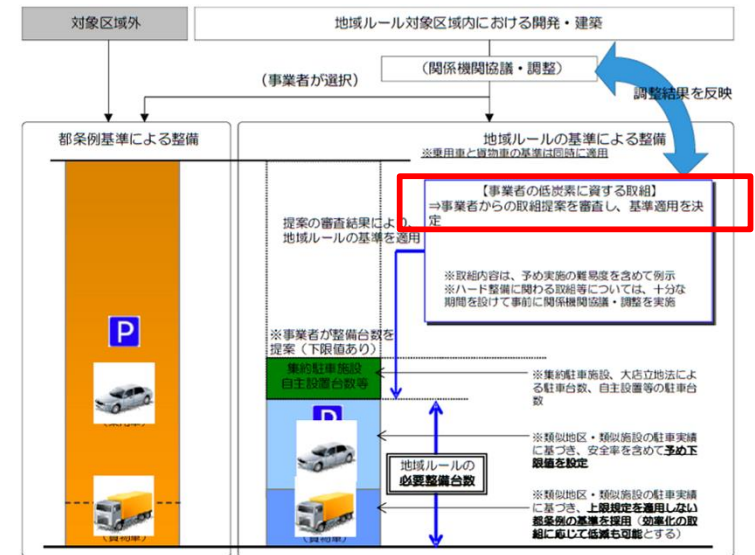 対象区域外
地域ルール対象区域内における開発・建築
(関係機関協議・調整)
(事業者が選択)
調整結果を反映
都条例基準による整備
地域ルールの基準による整備
※乗用車と貨物車の基準は同時に適用
【事業者の低炭素に資する取組】
⇒事業者からの取組提案を審査し、基準適用を決
定
提案の審査結果により、
地域ルールの基準を適用
※取組内容は、予め実施の難易度を含めて例示
※ハード整備に関わる取組等については、十分な
期間を設けて事前に関係機関協議・調整を実施
P
※事業者が整備台数を
提案(下限値あり)
集約駐車施設
自主設置台数等
※集約駐車施設、大店立地法によ
る駐車台数、自主設置等の駐車台
数
P
※類似地区・類似施設の駐車実績
に基づき、安全率を含めて予め下
限値を設定
地域ルールの
必要整備台数
※類似地区・類似施設の駐車実績
に基づき、上限規定を適用しない
都条例の基準を採用(効率化の取
組に応じて低減も可能とする)
(貨物車)
(貨物車)